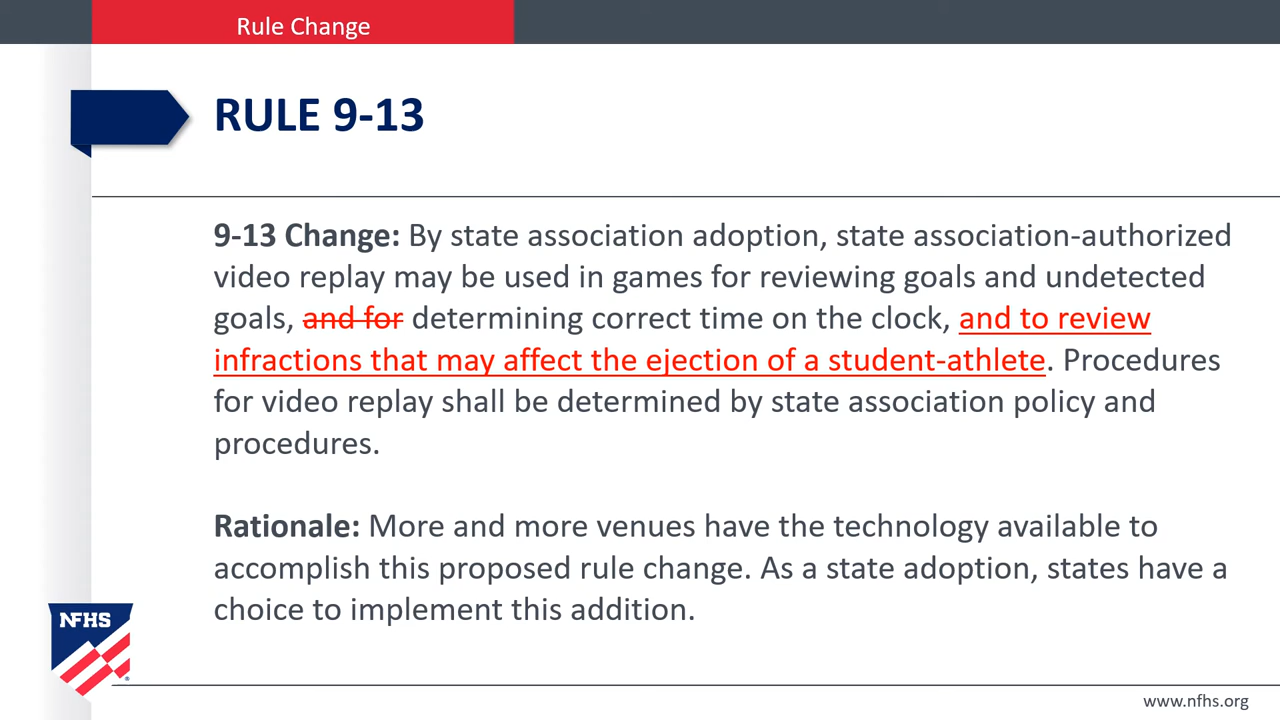 Rule Change
RULE 9-13
9-13 Change: By state association adoption, state association-authorized
video replay may be used in games for reviewing goals and undetected
goals, and for determining correct time on the clock, and to review
infractions that may affect the ejection of a student-athlete. Procedures
for video replay shall be determined by state association policy and
procedures.
Rationale: More and more venues have the technology available to
accomplish this proposed rule change. As a state adoption, states have a
choice to implement this addition.
NFHS
www.nfhs.org